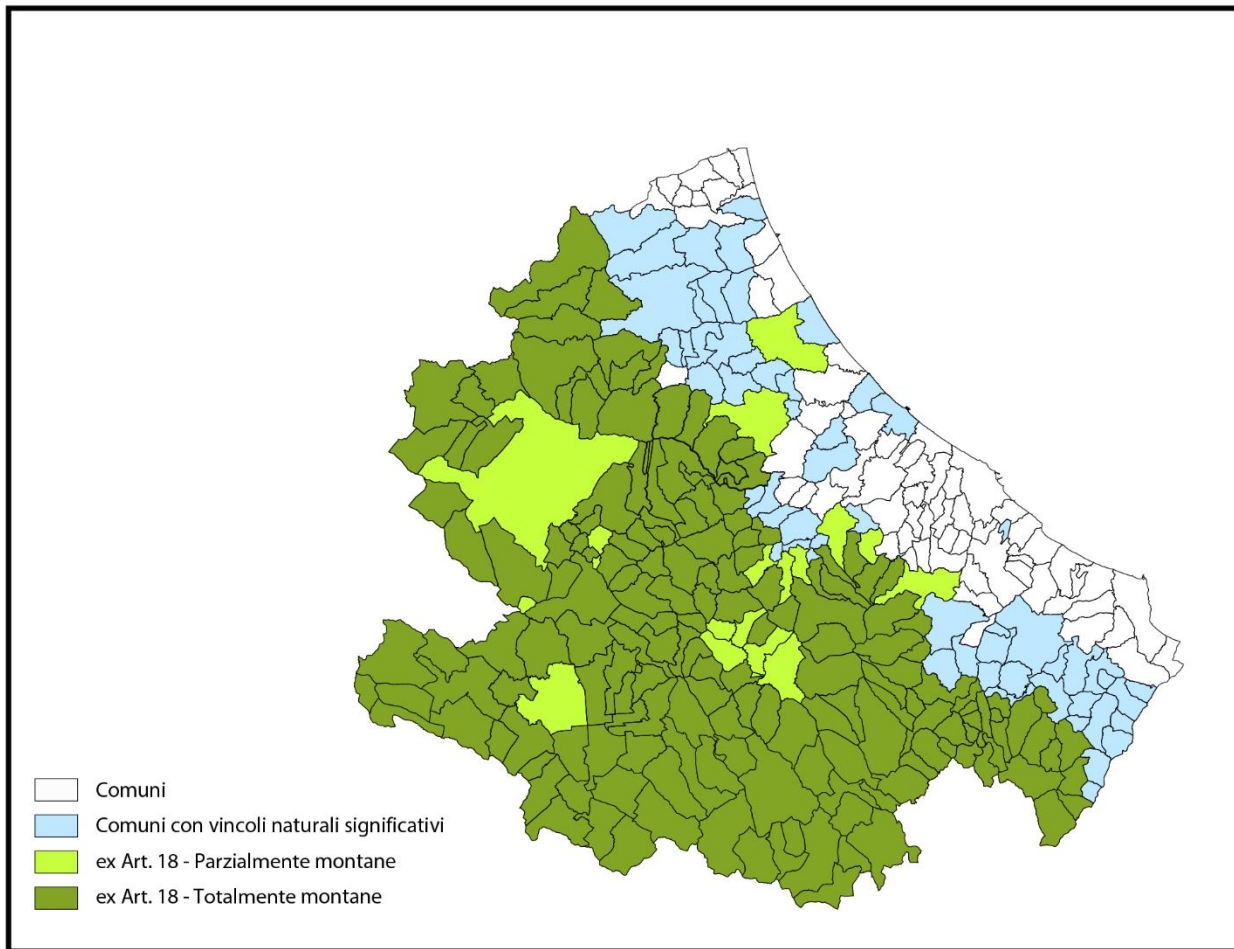 Comuni
Comuni con vincoli naturali significativi
ex Art. 18 - Parzialmente montane
ex Art. 18 - Totalmente montane